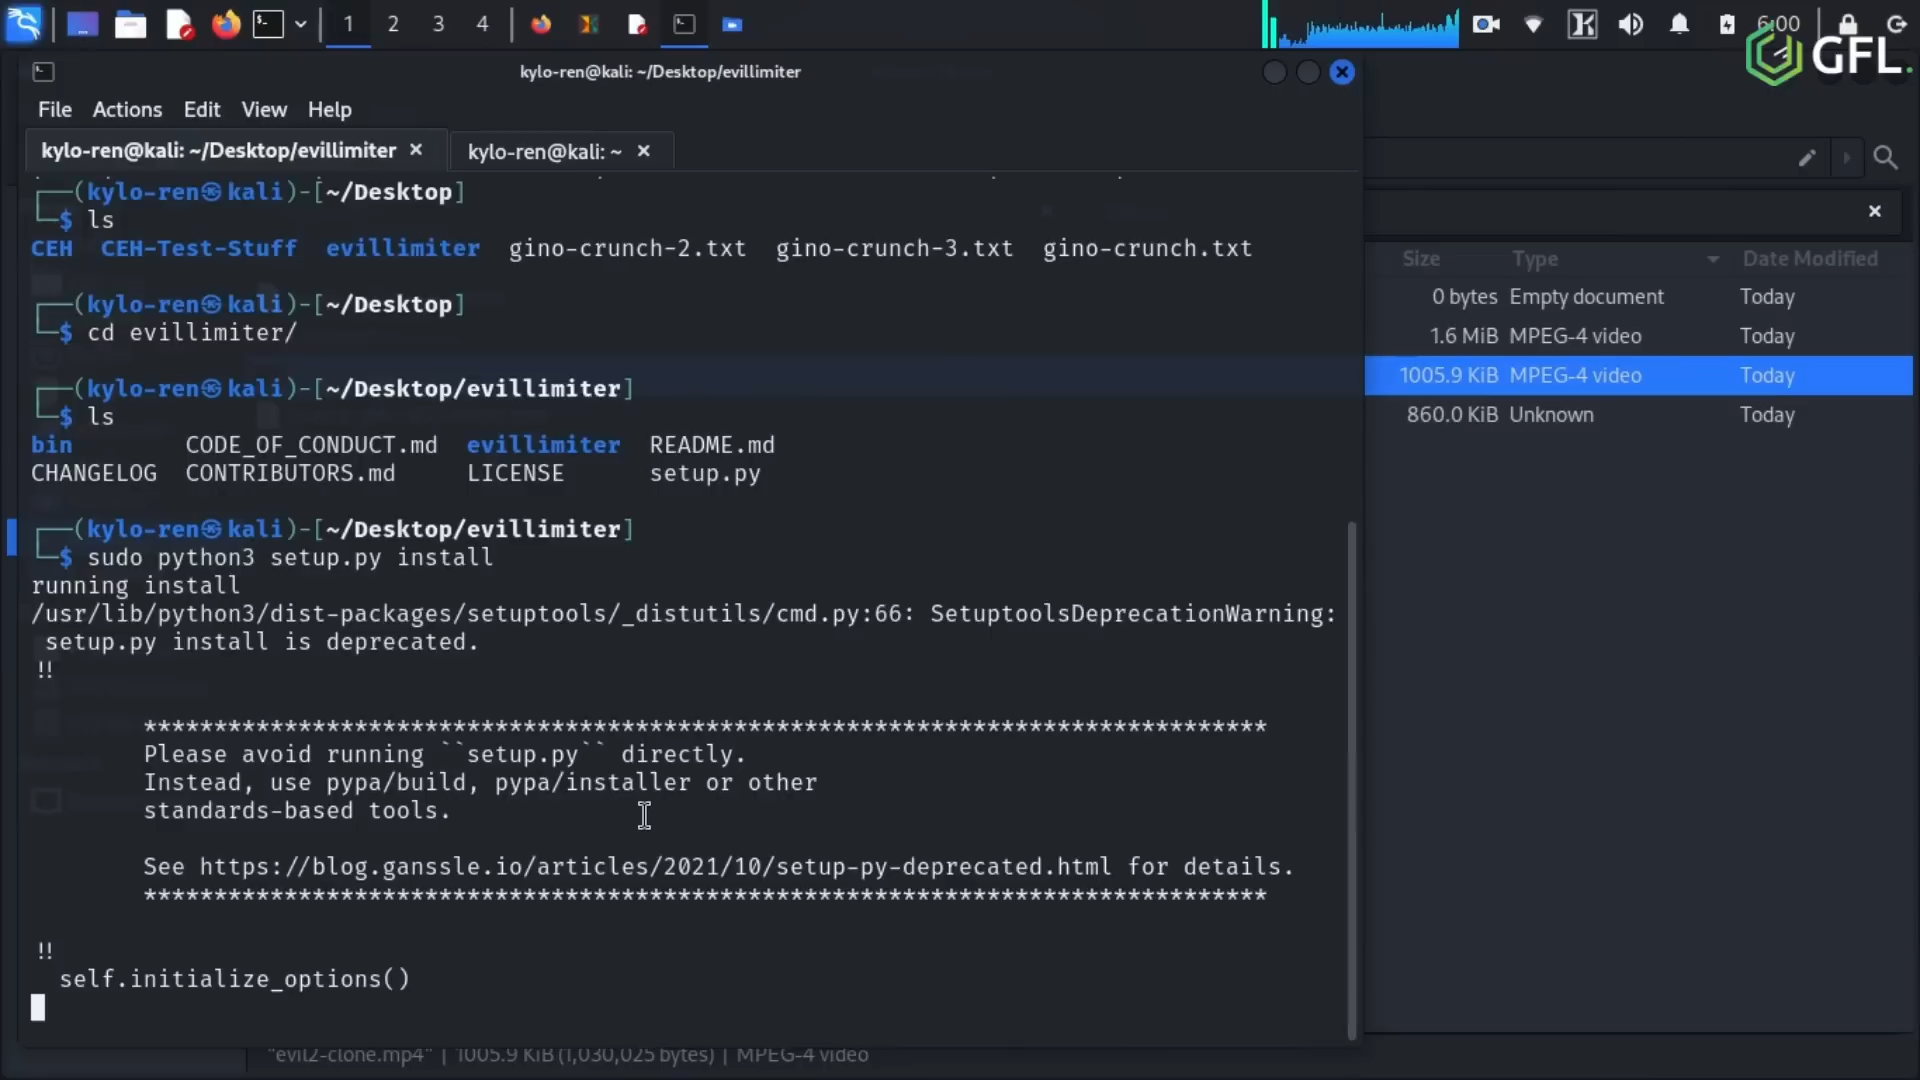 1 2 3 4
6:00
GFL.
kylo-ren@kali: ~/Desktop/evillimiter
File Actions Edit View Help
kylo-ren@kali: ~/Desktop/evillimiter
kylo-ren@kali: ~
┌──(kylo-ren㉿kali)-[~/Desktop]
└─$ ls
CEH CEH-Test-Stuff evillimiter gino-crunch-2.txt gino-crunch-3.txt gino-crunch.txt
┌──(kylo-ren㉿kali)-[~/Desktop]
└─$ cd evillimiter/
┌──(kylo-ren㉿kali)-[~/Desktop/evillimiter]
└─$ ls
bin CODE_OF_CONDUCT.md evillimiter README.md
CHANGELOG CONTRIBUTORS.md LICENSE setup.py
┌──(kylo-ren㉿kali)-[~/Desktop/evillimiter]
└─$ sudo python3 setup.py install
running install
/usr/lib/python3/dist-packages/setuptools/_distutils/cmd.py:66: SetuptoolsDeprecationWarning:
setup.py install is deprecated.
!!
********************************************************************************
Please avoid running ``setup.py`` directly.
Instead, use pypa/build, pypa/installer or other
standards-based tools.
See https://blog.ganssle.io/articles/2021/10/setup-py-deprecated.html for details.
********************************************************************************
!!
self.initialize_options()
Size Type Date Modified
0 bytes Empty document Today
1.6 MiB MPEG-4 video Today
1005.9 KiB MPEG-4 video Today
860.0 KiB Unknown Today
"evil2-clone.mp4" | 1005.9 KiB (1,030,025 bytes) | MPEG-4 video